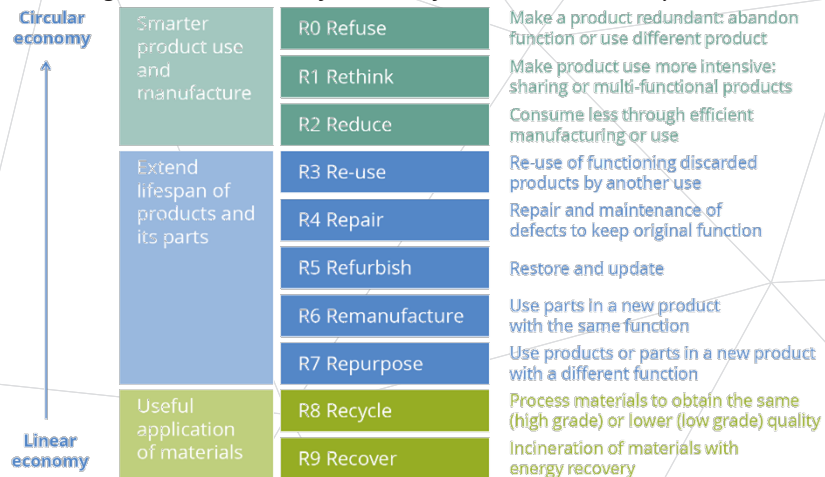 Circular
economy
Smarter
product use
and
manufacture
R0 Refuse
Make a product redundant: abandon
function or use different product
R1 Rethink
Make product use more intensive:
sharing or multi-functional products
R2 Reduce
Consume less through efficient
manufacturing or use
Extend
lifespan of
products and
its parts
R3 Re-use
Re-use of functioning discarded
products by another use
R4 Repair
Repair and maintenance of
defects to keep original function
R5 Refurbish
Restore and update
R6 Remanufacture
Use parts in a new product
with the same function
R7 Repurpose
Use products or parts in a new product
with a different function
Useful
application
of materials
R8 Recycle
Process materials to obtain the same
(high grade) or lower (low grade) quality
R9 Recover
Incineration of materials with
energy recovery
Linear
economy